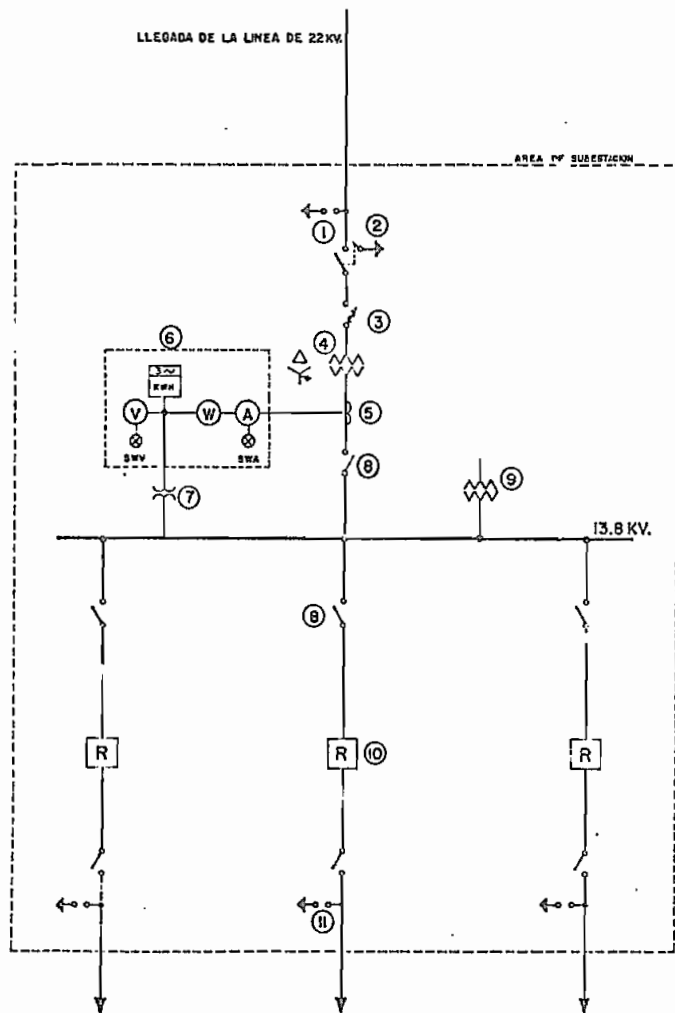 LLEGADA DE LA LINEA DE 22KV.
AREA DE SUBESTACION
1
2
3
4
6
3~
KWH
V
W
A
5
SWV
SWA
8
7
9
13.8 KV.
8
R
R
10
R
11